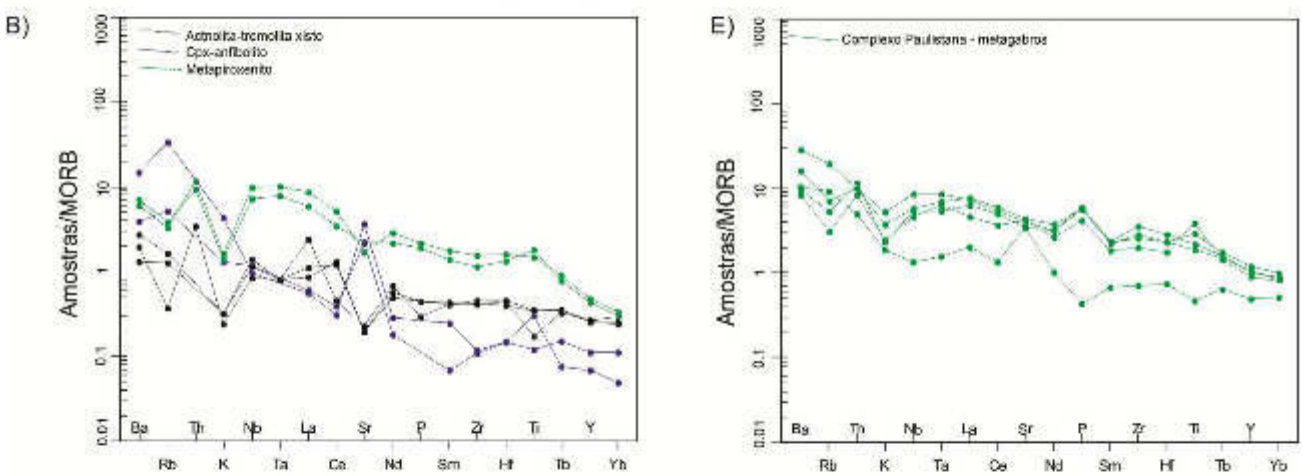 B)
Actnolita-tremolita xisto
Cpx-anfibolito
Metapiroxenito
Amostras/MORB
1000
100
10
1
0.1
0.01
Ba Th Nb La Sr P Zr Ti Y
Rb K Ta Ce Nd Sm Hf Tb Yb
E)
Complexo Paulistana - metagabros
Amostras/MORB
1000
100
10
1
0.1
0.01
Ba Th Nb La Sr P Zr Ti Y
Rb K Ta Ce Nd Sm Hf Tb Yb